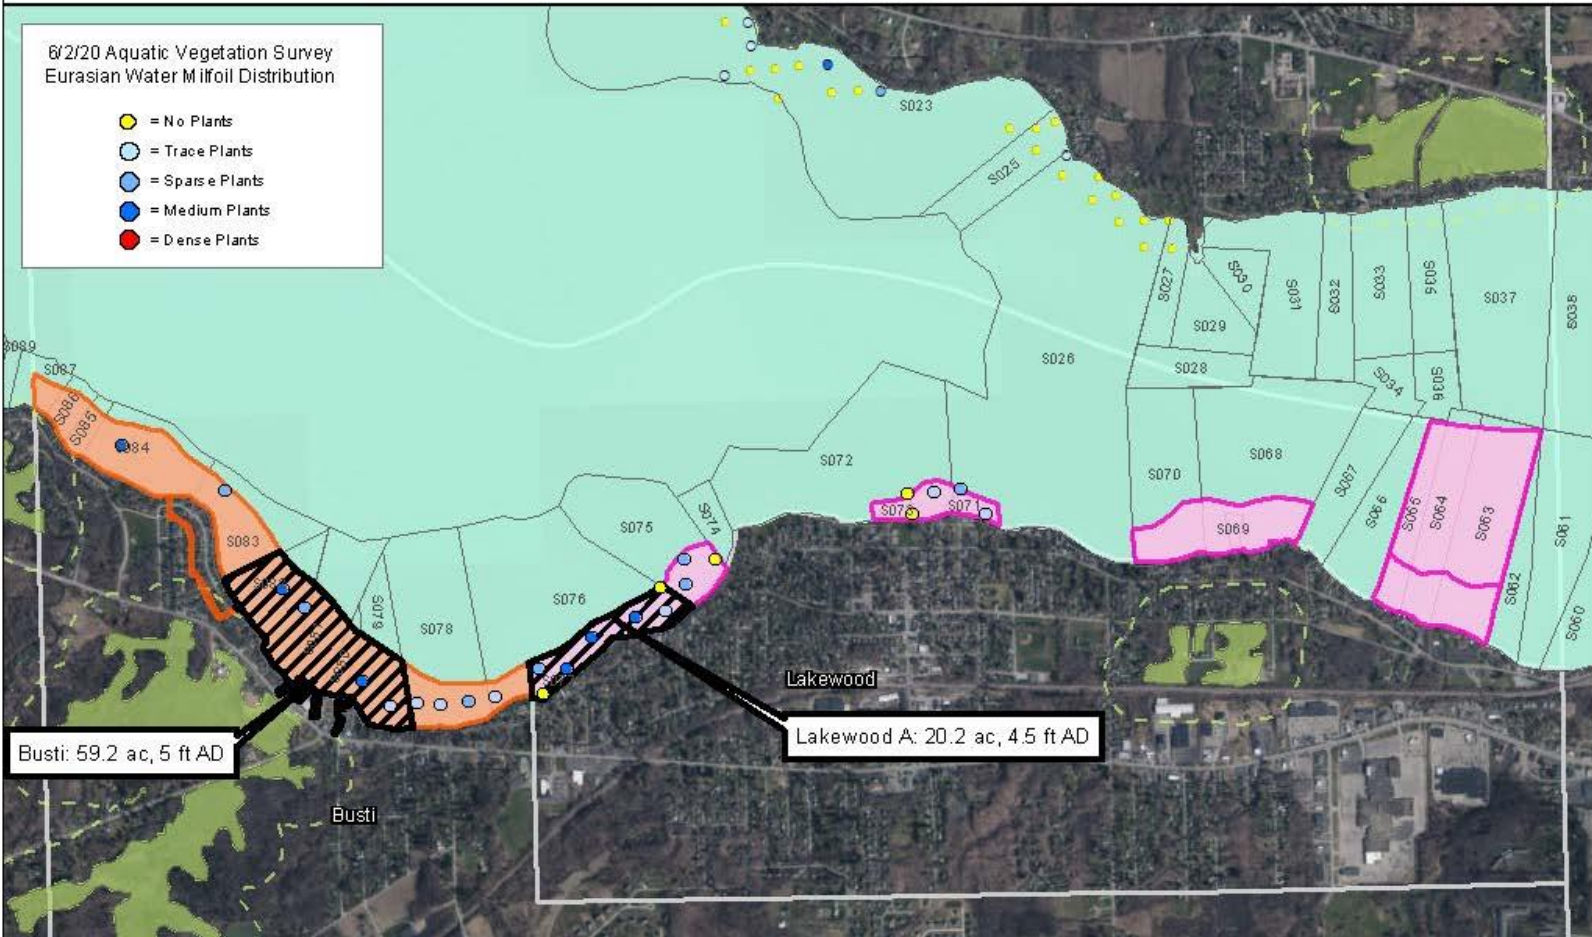 6/2/20 Aquatic Vegetation Survey
Eurasian Water Milfoil Distribution
= No Plants
= Trace Plants
= Sparse Plants
= Medium Plants
= Dense Plants
S023
S025
S027
S030
S029
S031
S032
S033
S036
S037
S038
S026
S028
S034
S036
S089
S087
S086
S085
S084
S083
S079
S078
S076
S075
S074
S072
S071
S070
S068
S069
S067
S066
S065
S064
S063
S062
S061
S060
Lakewood
Lakewood A: 20.2 ac, 4.5 ft AD
Busti: 59.2 ac, 5 ft AD
Busti